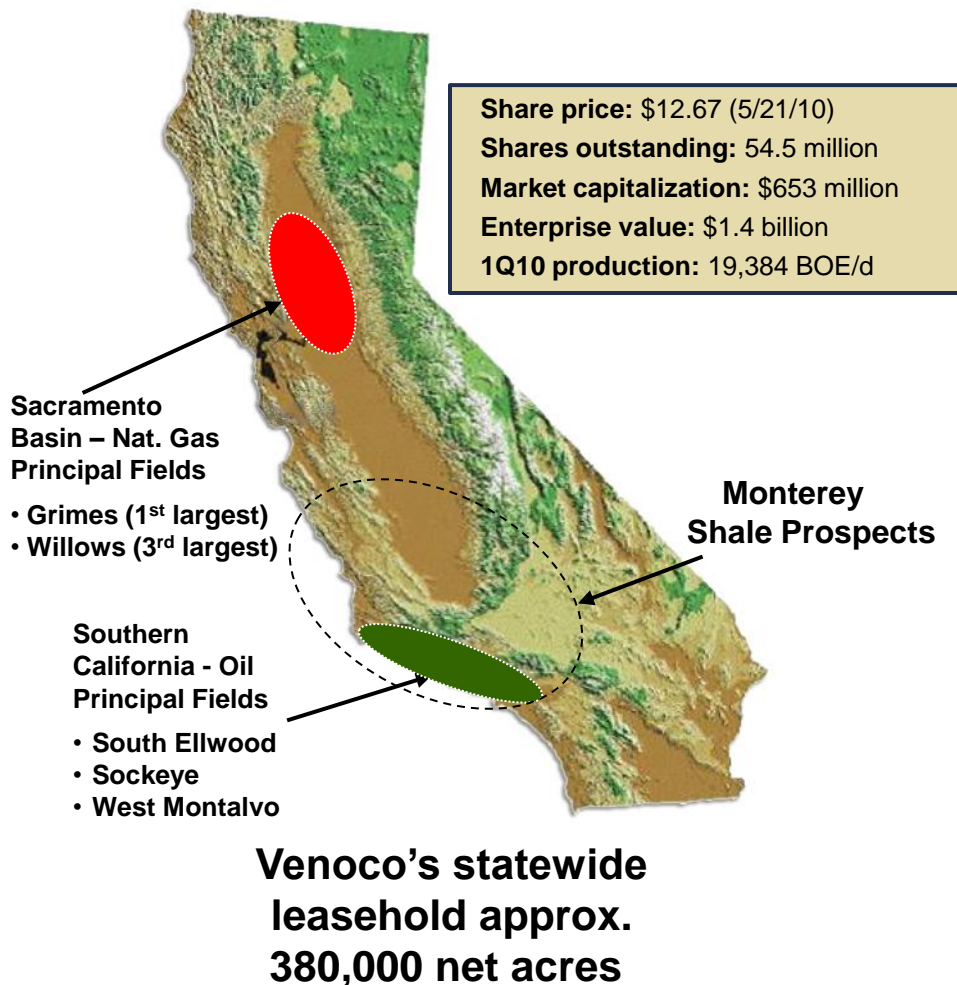 Share price: $12.67 (5/21/10)
Shares outstanding: 54.5 million
Market capitalization: $653 million
Enterprise value: $1.4 billion
1Q10 production: 19,384 BOE/d
Sacramento
Basin – Nat. Gas
Principal Fields
• Grimes (1st largest)
• Willows (3rd largest)
Monterey
Shale Prospects
Southern
California - Oil
Principal Fields
• South Ellwood
• Sockeye
• West Montalvo
Venoco’s statewide
leasehold approx.
380,000 net acres